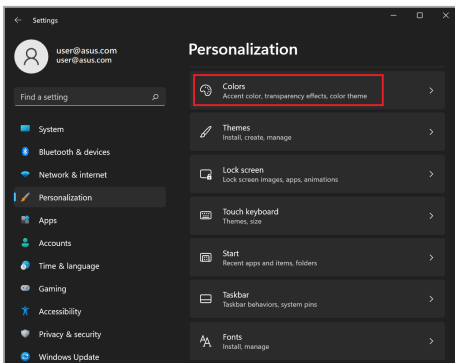 Settings
user@asus.com
user@asus.com
Find a setting
System
Bluetooth & devices
Network & internet
Personalization
Apps
Accounts
Time & language
Gaming
Accessibility
Privacy & security
Windows Update
Personalization
Colors
Accent color, transparency effects, color theme
Themes
Install, create, manage
Lock screen
Lock screen images, apps, animations
Touch keyboard
Themes, size
Start
Recent apps and items, folders
Taskbar
Taskbar behaviors, system pins
Fonts
Install, manage